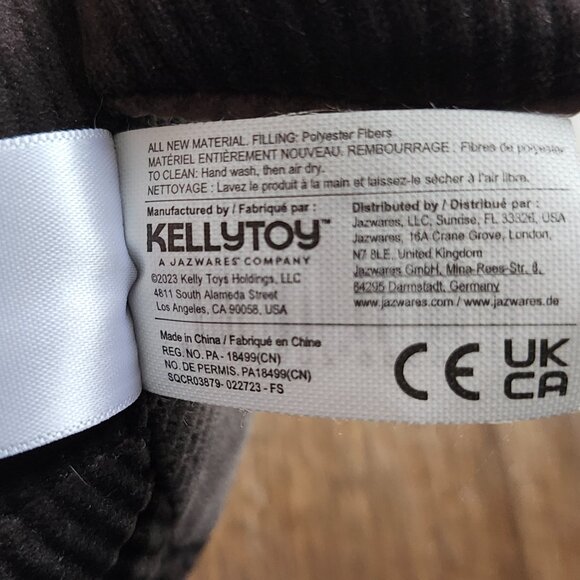 ALL NEW MATERIAL. FILLING: Polyester Fibers
MATÉRIEL ENTIÈREMENT NOUVEAU. REMBOURRAGE : Fibres de polyester
TO CLEAN: Hand wash, then air dry.
NETTOYAGE : Lavez le produit à la main et laissez-le sécher à l'air libre.
Manufactured by / Fabriqué par :
KELLYTOY™
A JAZWARES® COMPANY
©2023 Kelly Toys Holdings, LLC
4811 South Alameda Street
Los Angeles, CA 90058, USA
Distributed by / Distribué par :
Jazwares, LLC, Sunrise, FL 33326, USA
Jazwares, 16A Crane Grove, London,
N7 8LE, United Kingdom
Jazwares GmbH, Mina-Rees-Str. 8,
64295 Darmstadt, Germany
www.jazwares.com / www.jazwares.de
Made in China / Fabriqué en Chine
REG. NO. PA - 18499(CN)
NO. DE PERMIS. PA18499(CN)
SQCR03879- 022723 - FS
CE
UK
CA